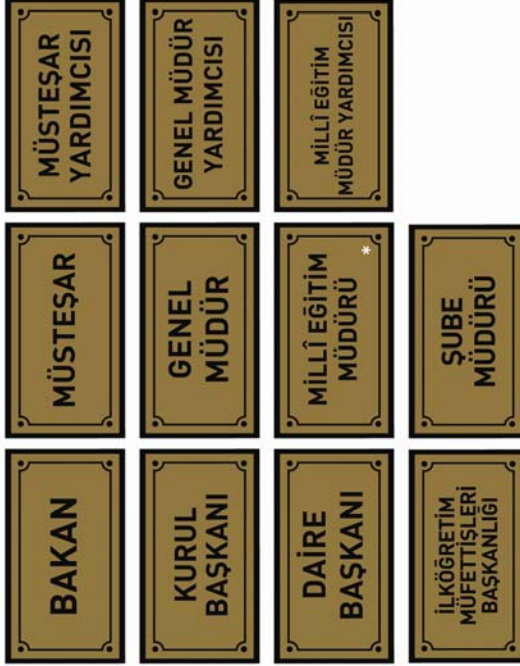 BAKAN
MÜSTEŞAR
MÜSTEŞAR
YARDIMCISI
KURUL
BAŞKANI
GENEL
MÜDÜR
GENEL MÜDÜR
YARDIMCISI
DAİRE
BAŞKANI
MİLLÎ EĞİTİM
MÜDÜRÜ
*
MİLLÎ EĞİTİM
MÜDÜR YARDIMCISI
İLKÖGRETİM
MÜFETTİŞLERİ
BAŞKANLIĞI
ŞUBE
MÜDÜRÜ